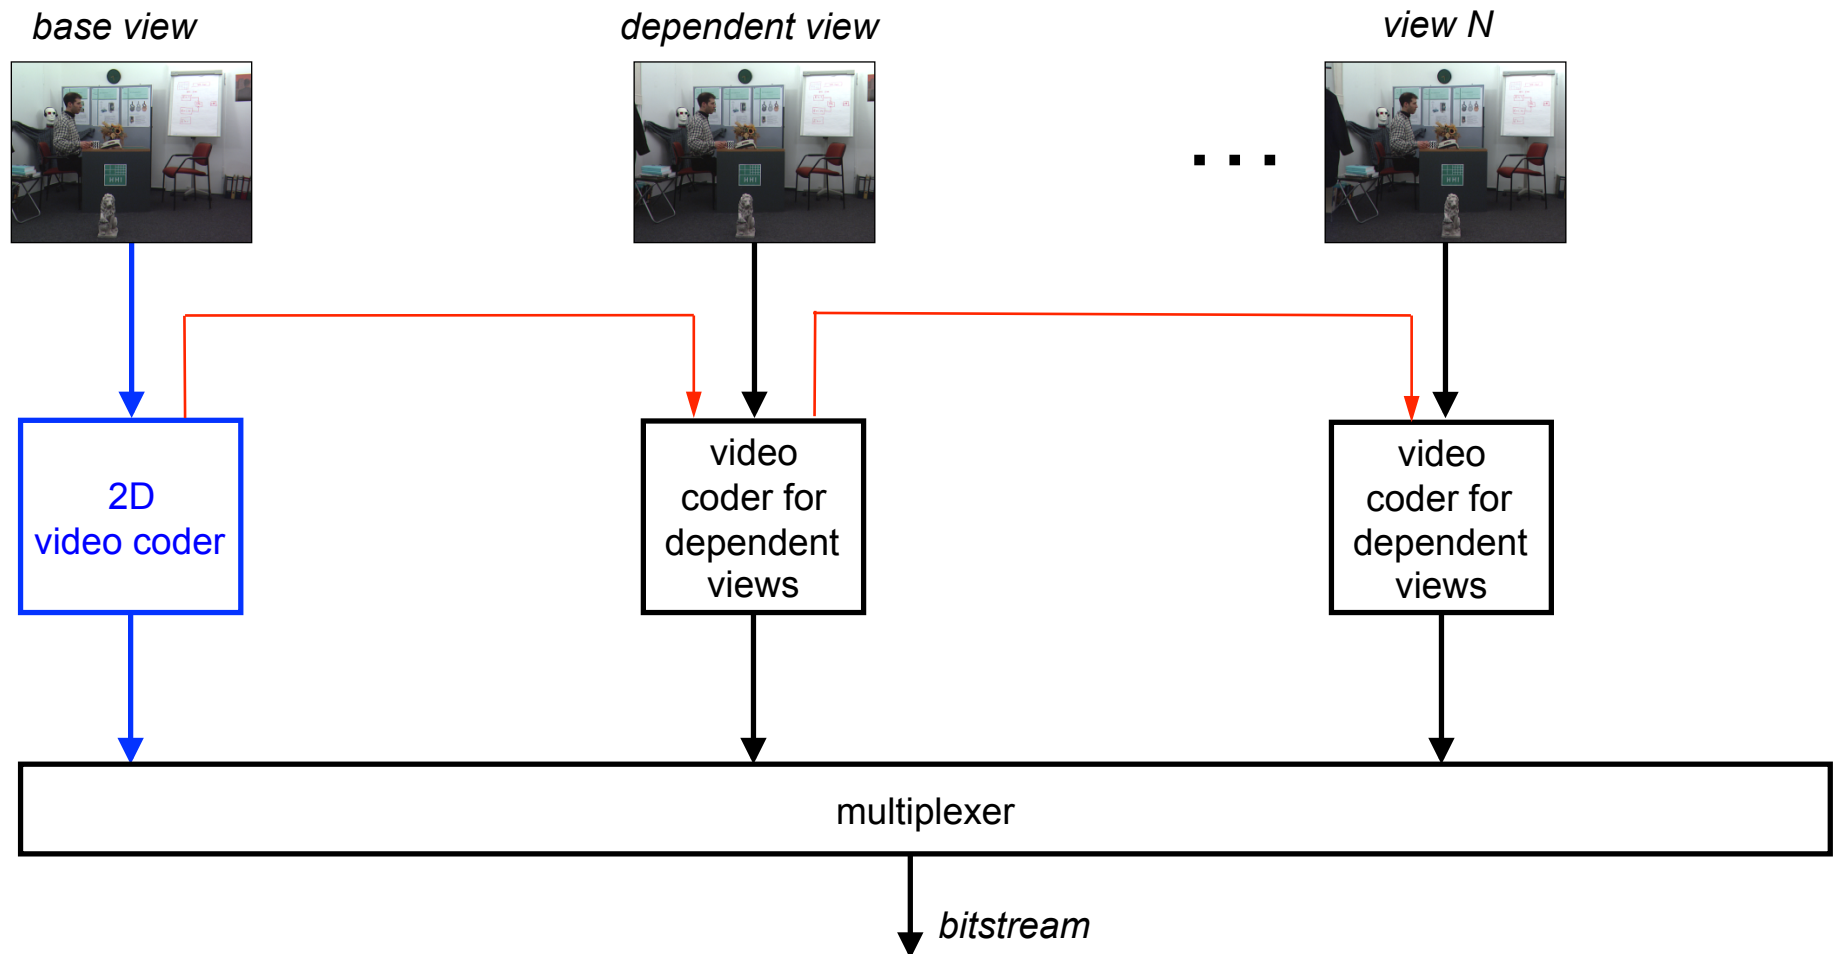 base view
dependent view
view N
2D
video coder
video
coder for
dependent
views
video
coder for
dependent
views
multiplexer
bitstream